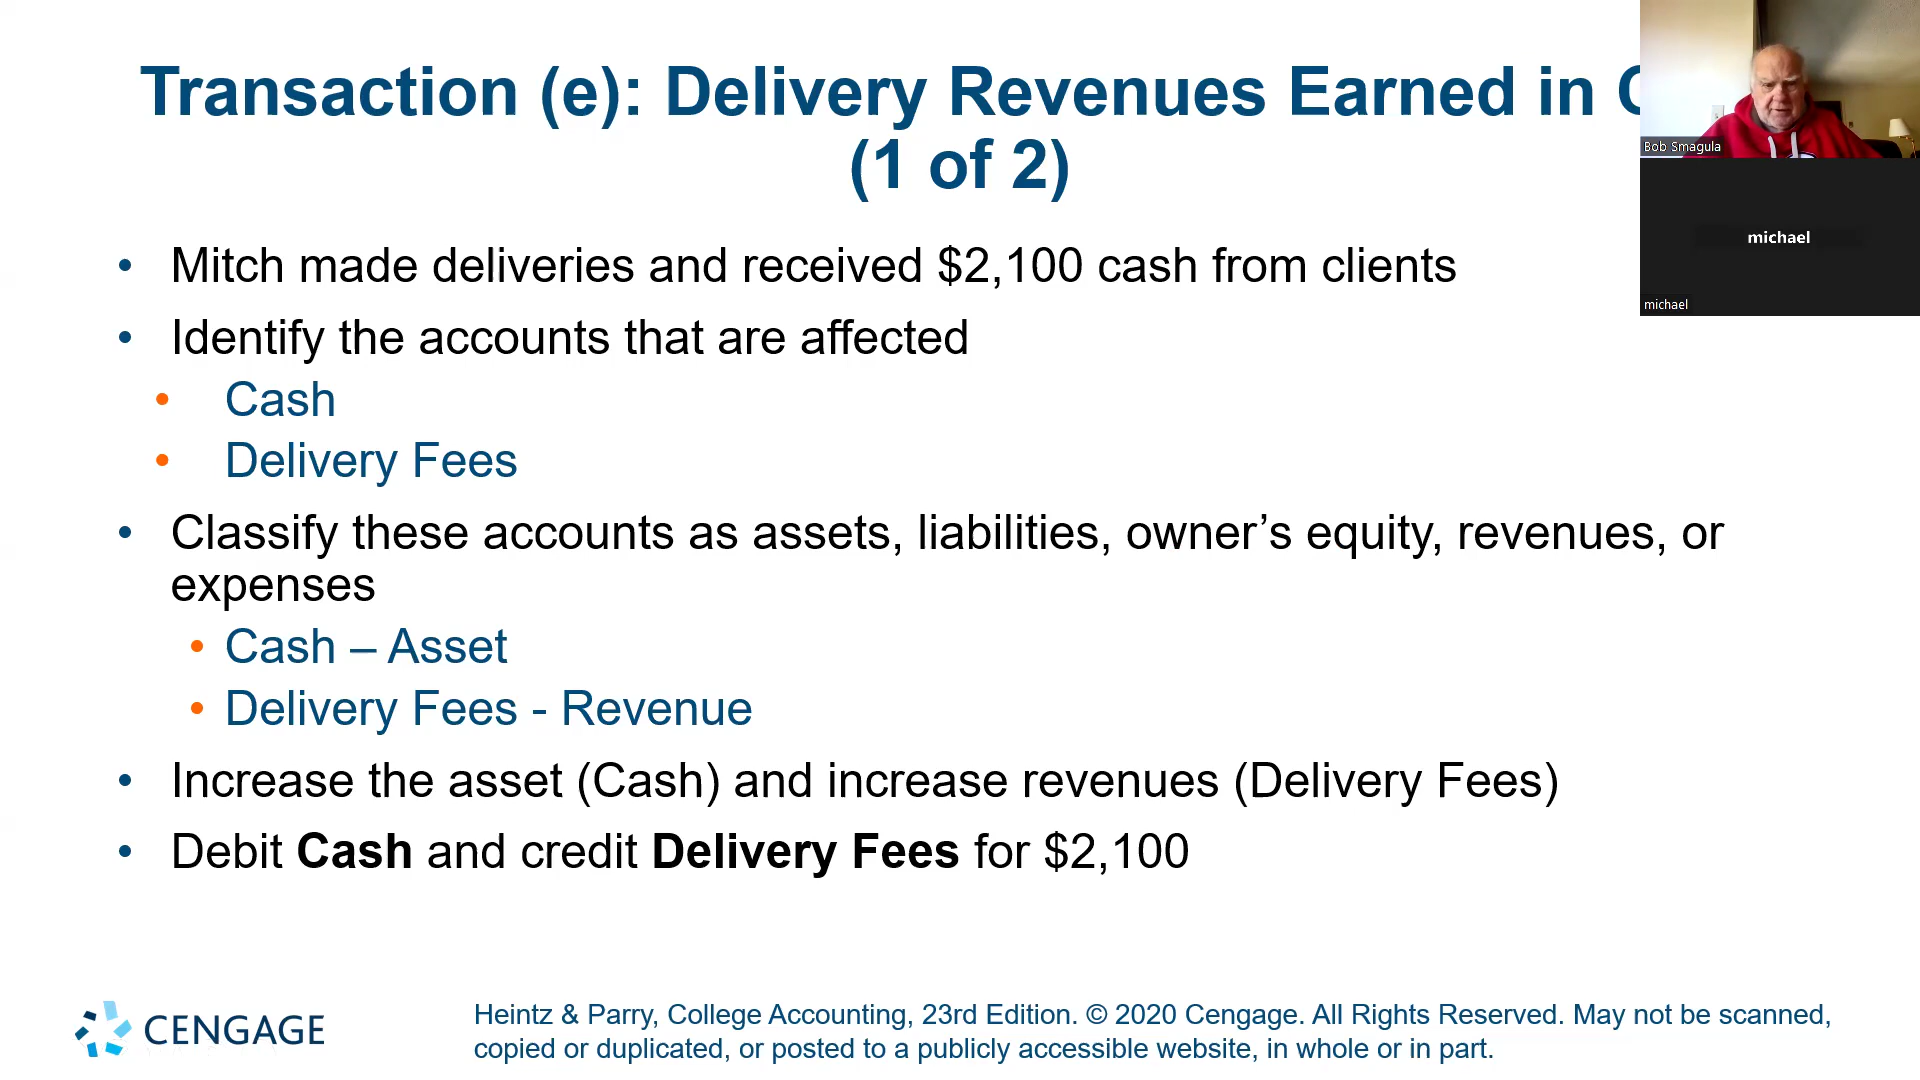 Transaction (e): Delivery Revenues Earned in
(1 of 2)
• Mitch made deliveries and received $2,100 cash from clients
• Identify the accounts that are affected
• Cash
• Delivery Fees
• Classify these accounts as assets, liabilities, owner’s equity, revenues, or
expenses
• Cash – Asset
• Delivery Fees - Revenue
• Increase the asset (Cash) and increase revenues (Delivery Fees)
• Debit Cash and credit Delivery Fees for $2,100
CENGAGE
Heintz & Parry, College Accounting, 23rd Edition. © 2020 Cengage. All Rights Reserved. May not be scanned,
copied or duplicated, or posted to a publicly accessible website, in whole or in part.
Bob Smagula
michael
michael